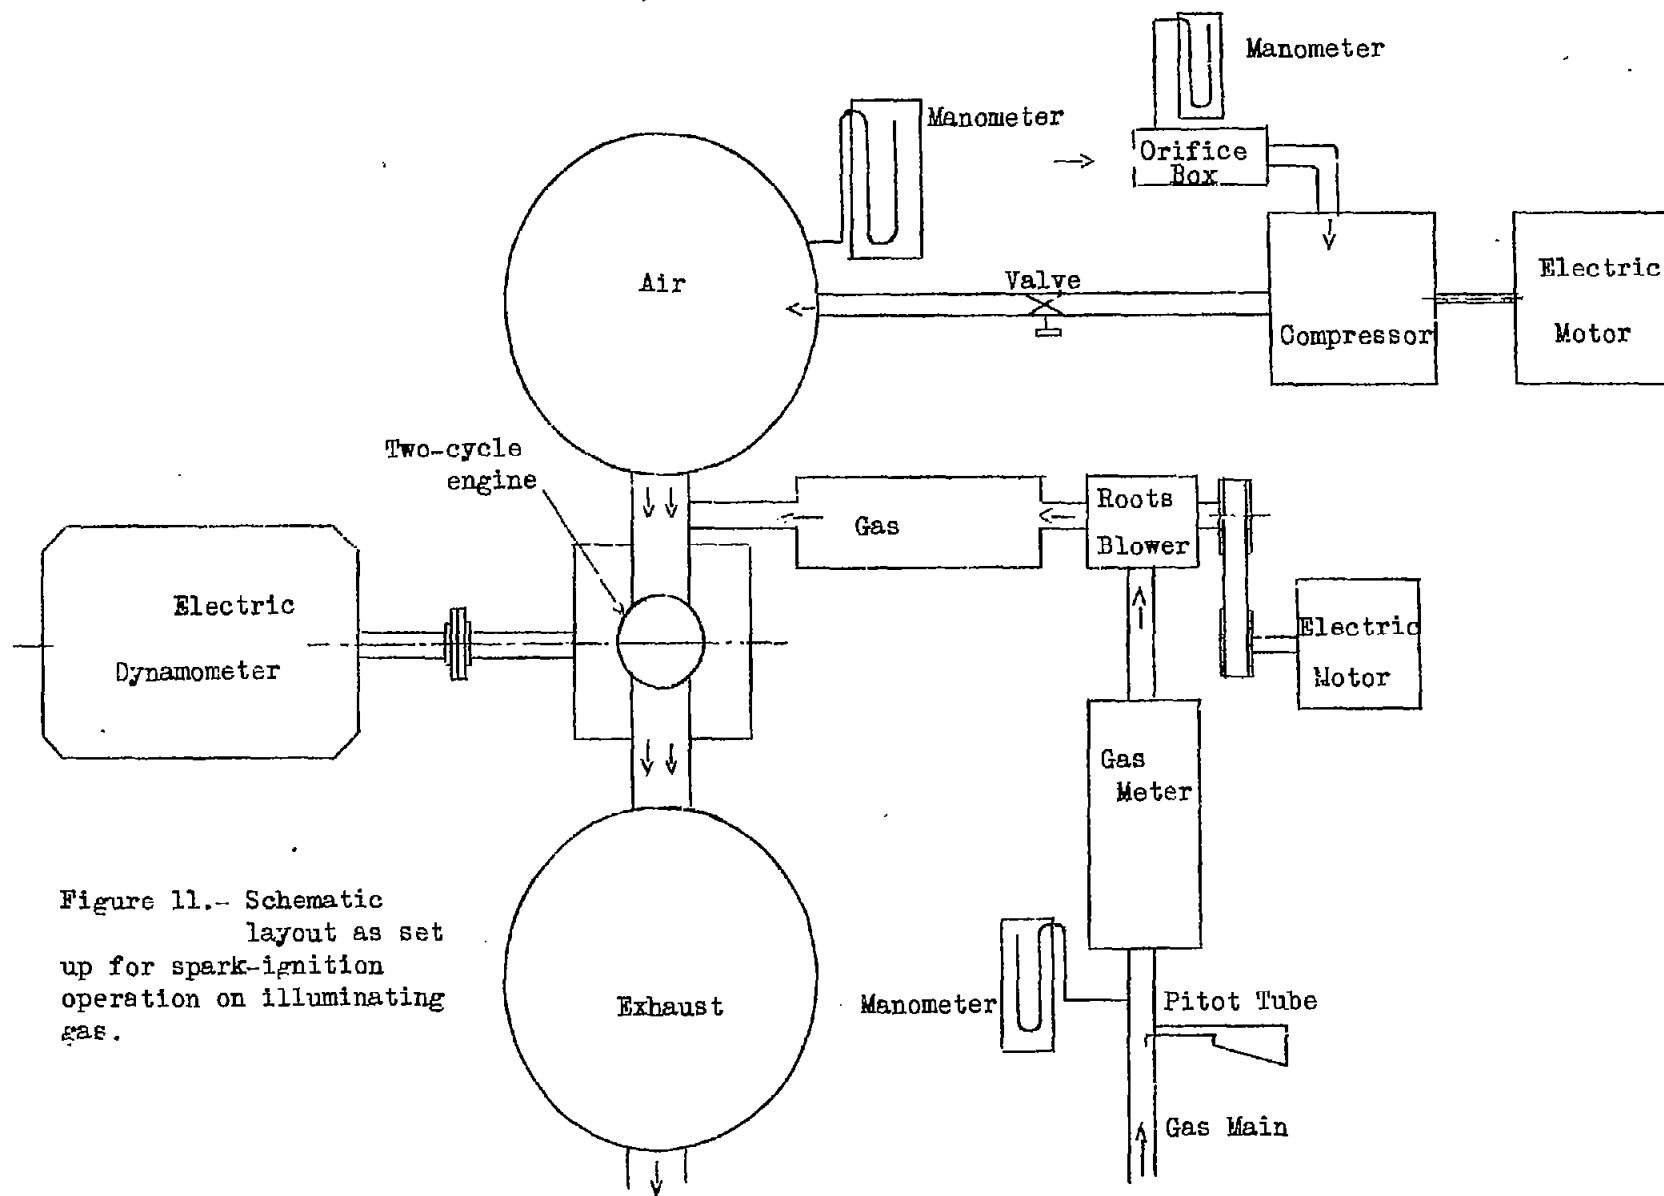 Manometer
Manometer
Orifice
Box
Air
Valve
Electric
Motor
Compressor
Two-cycle
engine
Gas
Roots
Blower
Electric
Dynamometer
Electric
Motor
Gas
Meter
Figure 11.- Schematic
layout as set
up for spark-ignition
operation on illuminating
gas.
Exhaust
Manometer
Pitot Tube
Gas Main